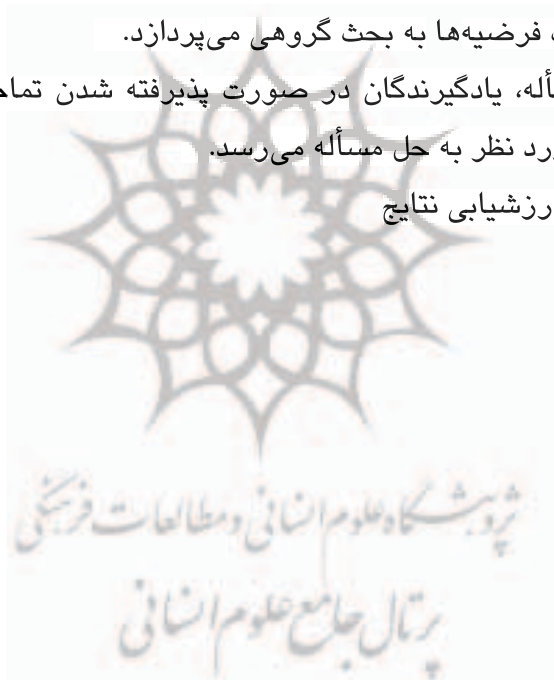 فرضیه‌ها به بحث گروهی می‌پردازد.
أله، یادگیرندگان در صورت پذیرفته شدن تما
ورد نظر به حل مسأله می‌رسد.
رزشیابی نتایج
پژوهشگاه علوم انسانی و مطالعات فرهنگی
پرتال جامع علوم انسانی